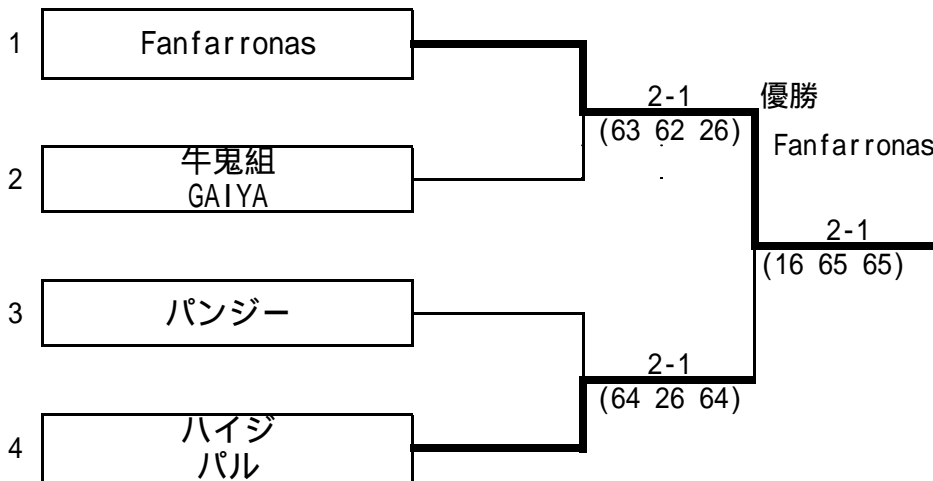 1
Fanfarronas
2-1
優勝
(63 62 26)
Fanfarronas
2
牛鬼組
GAIYA
2-1
(16 65 65)
3
パンジー
2-1
(64 26 64)
4
ハイジ
パル